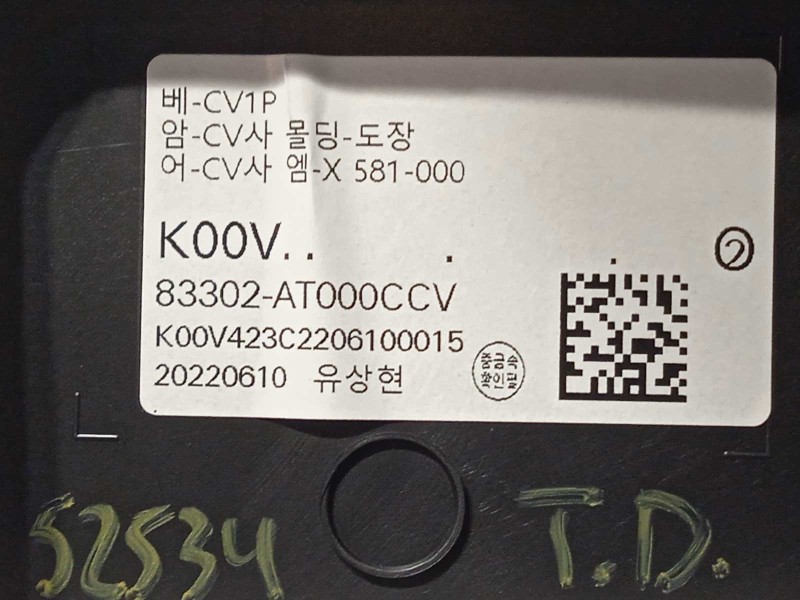 베-CV1P
암-CV사 몰딩-도장
어-CV사 엠-X 581-000
K00V.. .
②
83302-AT000CCV
K00V423C2206100015
중금속
확인필
20220610 유상현
52534 T.D.